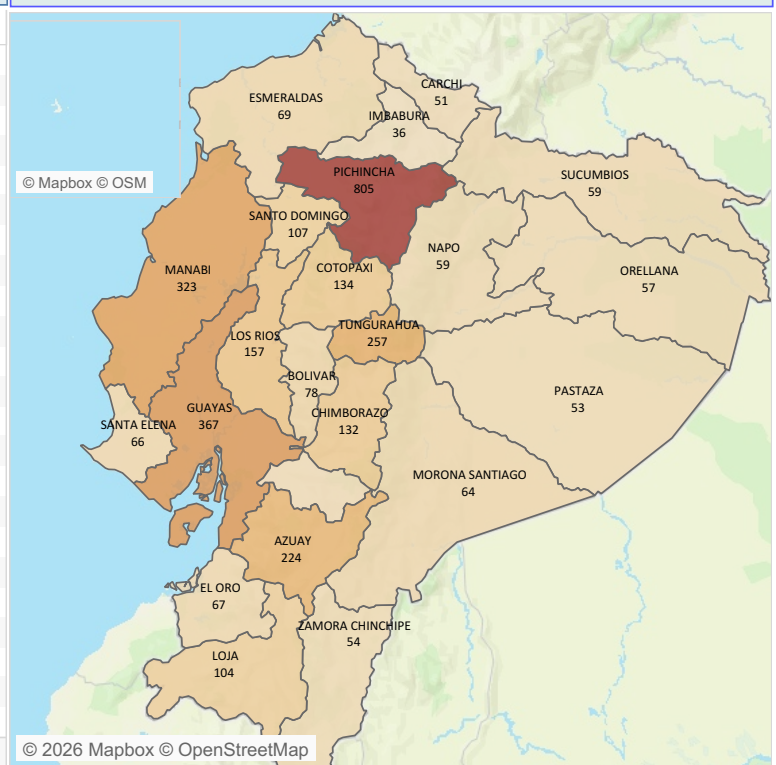 CARCHI
51
ESMERALDAS
69
IMBABURA
36
PICHINCHA
805
SUCUMBIOS
59
© Mapbox © OSM
SANTO DOMINGO
107
NAPO
59
MANABI
323
COTOPAXI
134
ORELLANA
57
TUNGURAHUA
257
LOS RIOS
157
BOLIVAR
78
PASTAZA
53
GUAYAS
367
CHIMBORAZO
132
SANTA ELENA
66
MORONA SANTIAGO
64
AZUAY
224
EL ORO
67
ZAMORA CHINCHIPE
54
LOJA
104
© 2026 Mapbox © OpenStreetMap